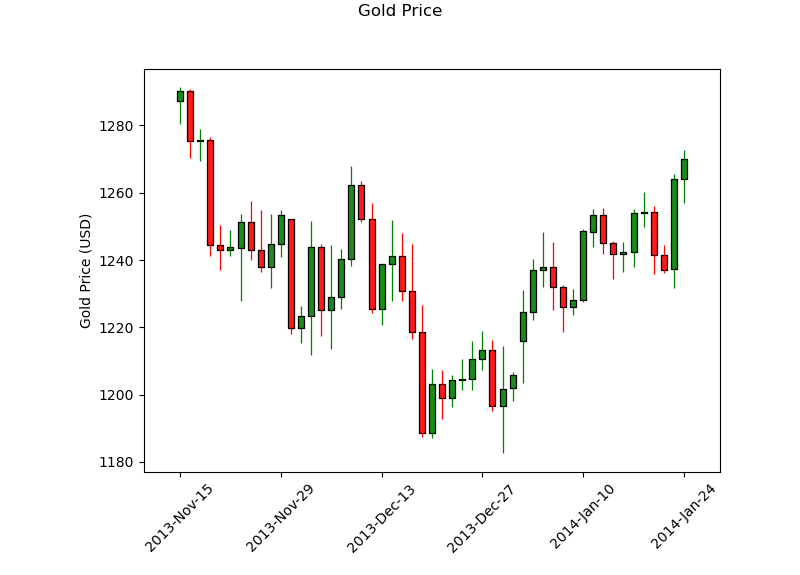 Gold Price
Gold Price (USD)
1280
1260
1240
1220
1200
1180
2013-Nov-15
2013-Nov-29
2013-Dec-13
2013-Dec-27
2014-Jan-10
2014-Jan-24